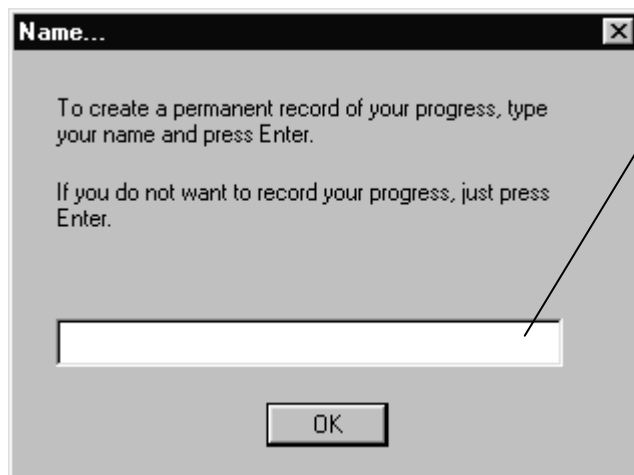 Name...
To create a permanent record of your progress, type
your name and press Enter.
If you do not want to record your progress, just press
Enter.
OK